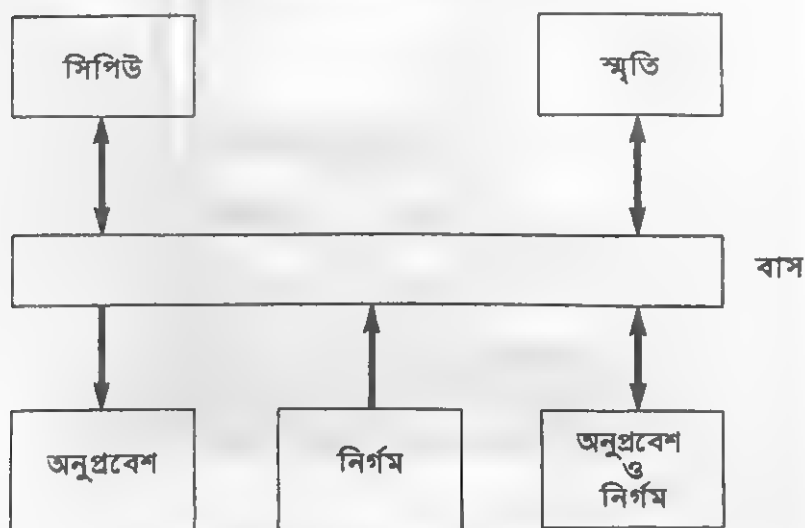 সিপিউ
স্মৃতি
বাস
অনুপ্রবেশ
নির্গম
অনুপ্রবেশ
ও
নির্গম